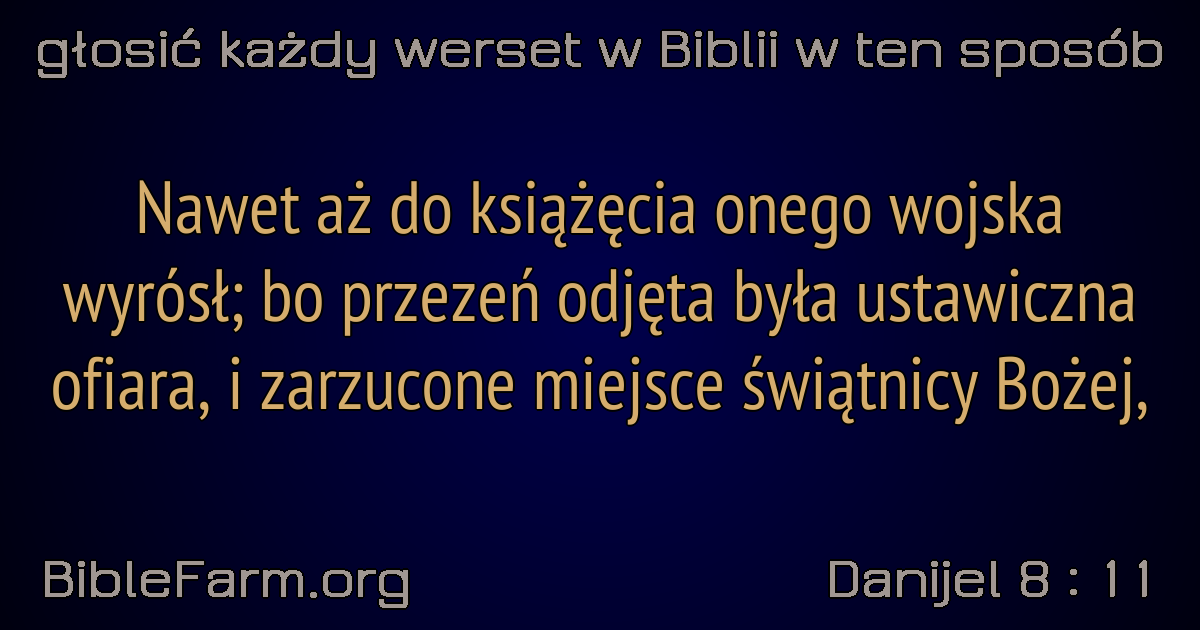 głosić każdy werset w Biblii w ten sposób
Nawet aż do książęcia onego wojska
wyrósł; bo przezeń odjęta była ustawiczna
ofiara, i zarzucone miejsce świątnicy Bożej,
BibleFarm.org
Danijel 8 : 11